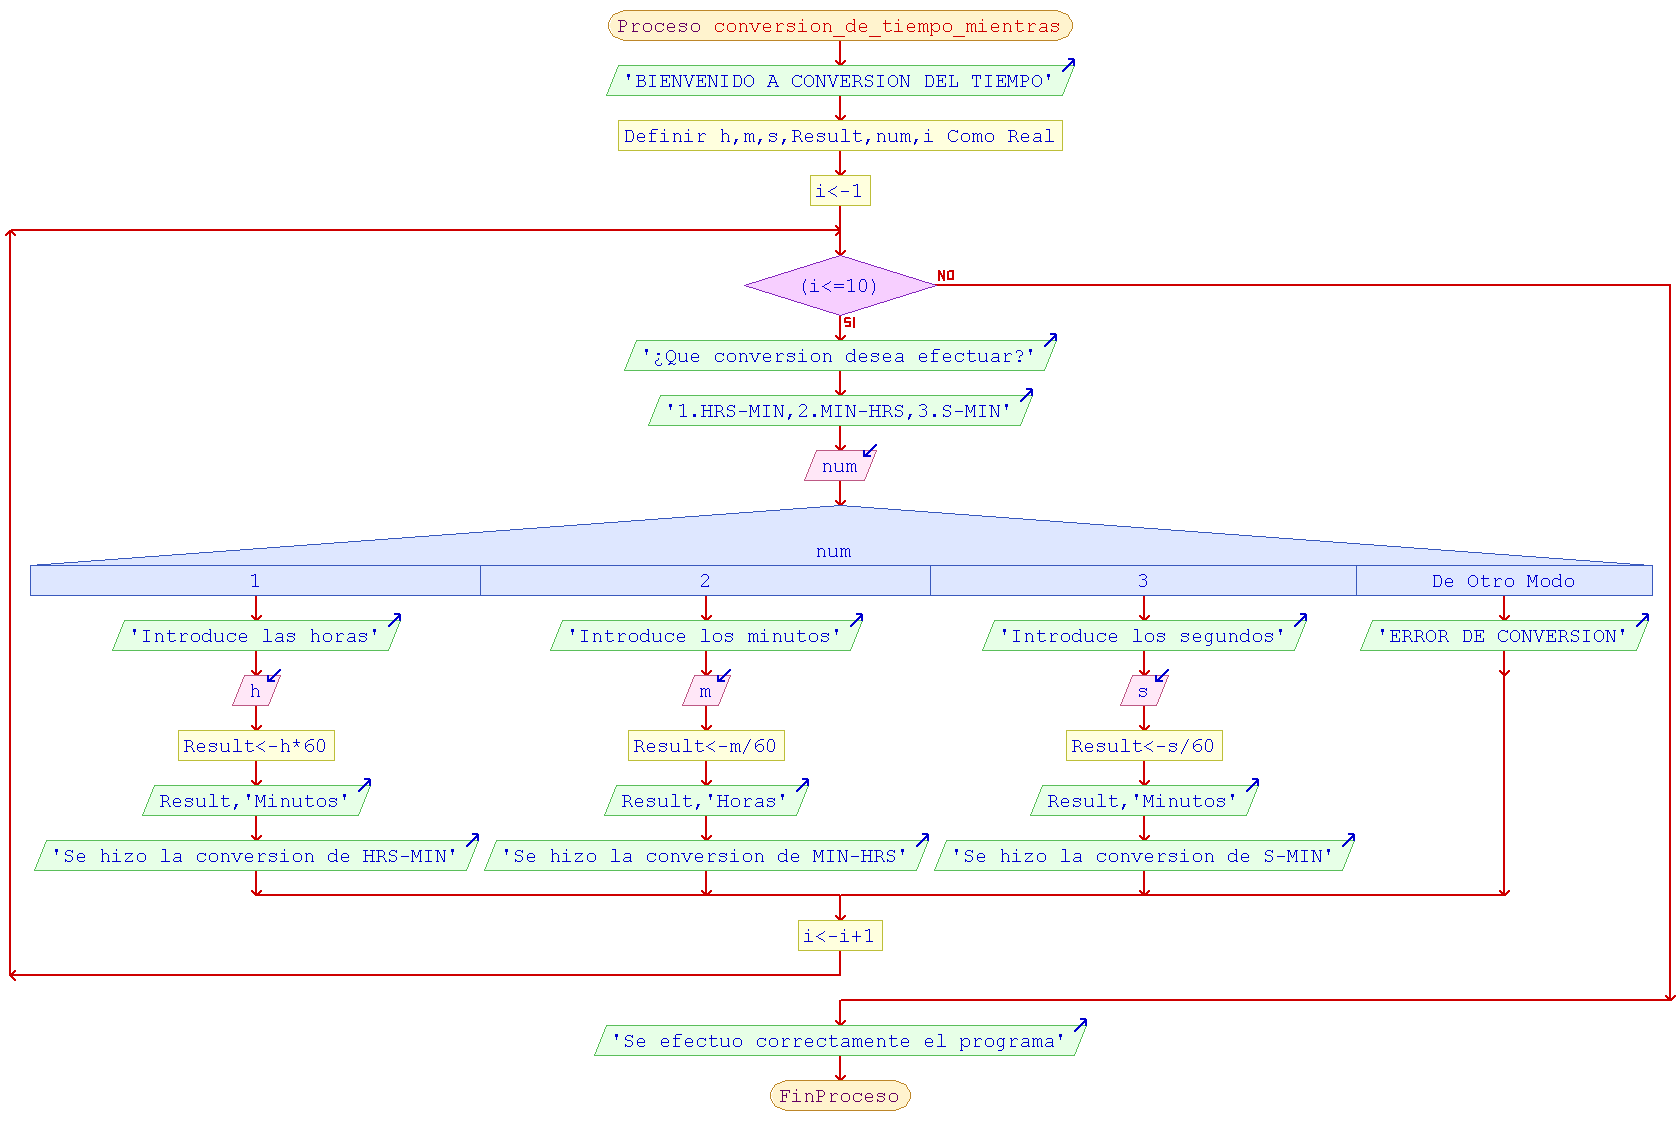 Proceso conversion_de_tiempo_mientras
'BIENVENIDO A CONVERSION DEL TIEMPO'
Definir h,m,s,Result,num,i Como Real
i<-1
(i<=10)
NO
SI
'¿Que conversion desea efectuar?'
'1.HRS-MIN,2.MIN-HRS,3.S-MIN'
num
num
1 2 3 De Otro Modo
'Introduce las horas' 'Introduce los minutos' 'Introduce los segundos' 'ERROR DE CONVERSION'
h m s
Result<-h*60 Result<-m/60 Result<-s/60
Result,'Minutos' Result,'Horas' Result,'Minutos'
'Se hizo la conversion de HRS-MIN' 'Se hizo la conversion de MIN-HRS' 'Se hizo la conversion de S-MIN'
i<-i+1
'Se efectuo correctamente el programa'
FinProceso